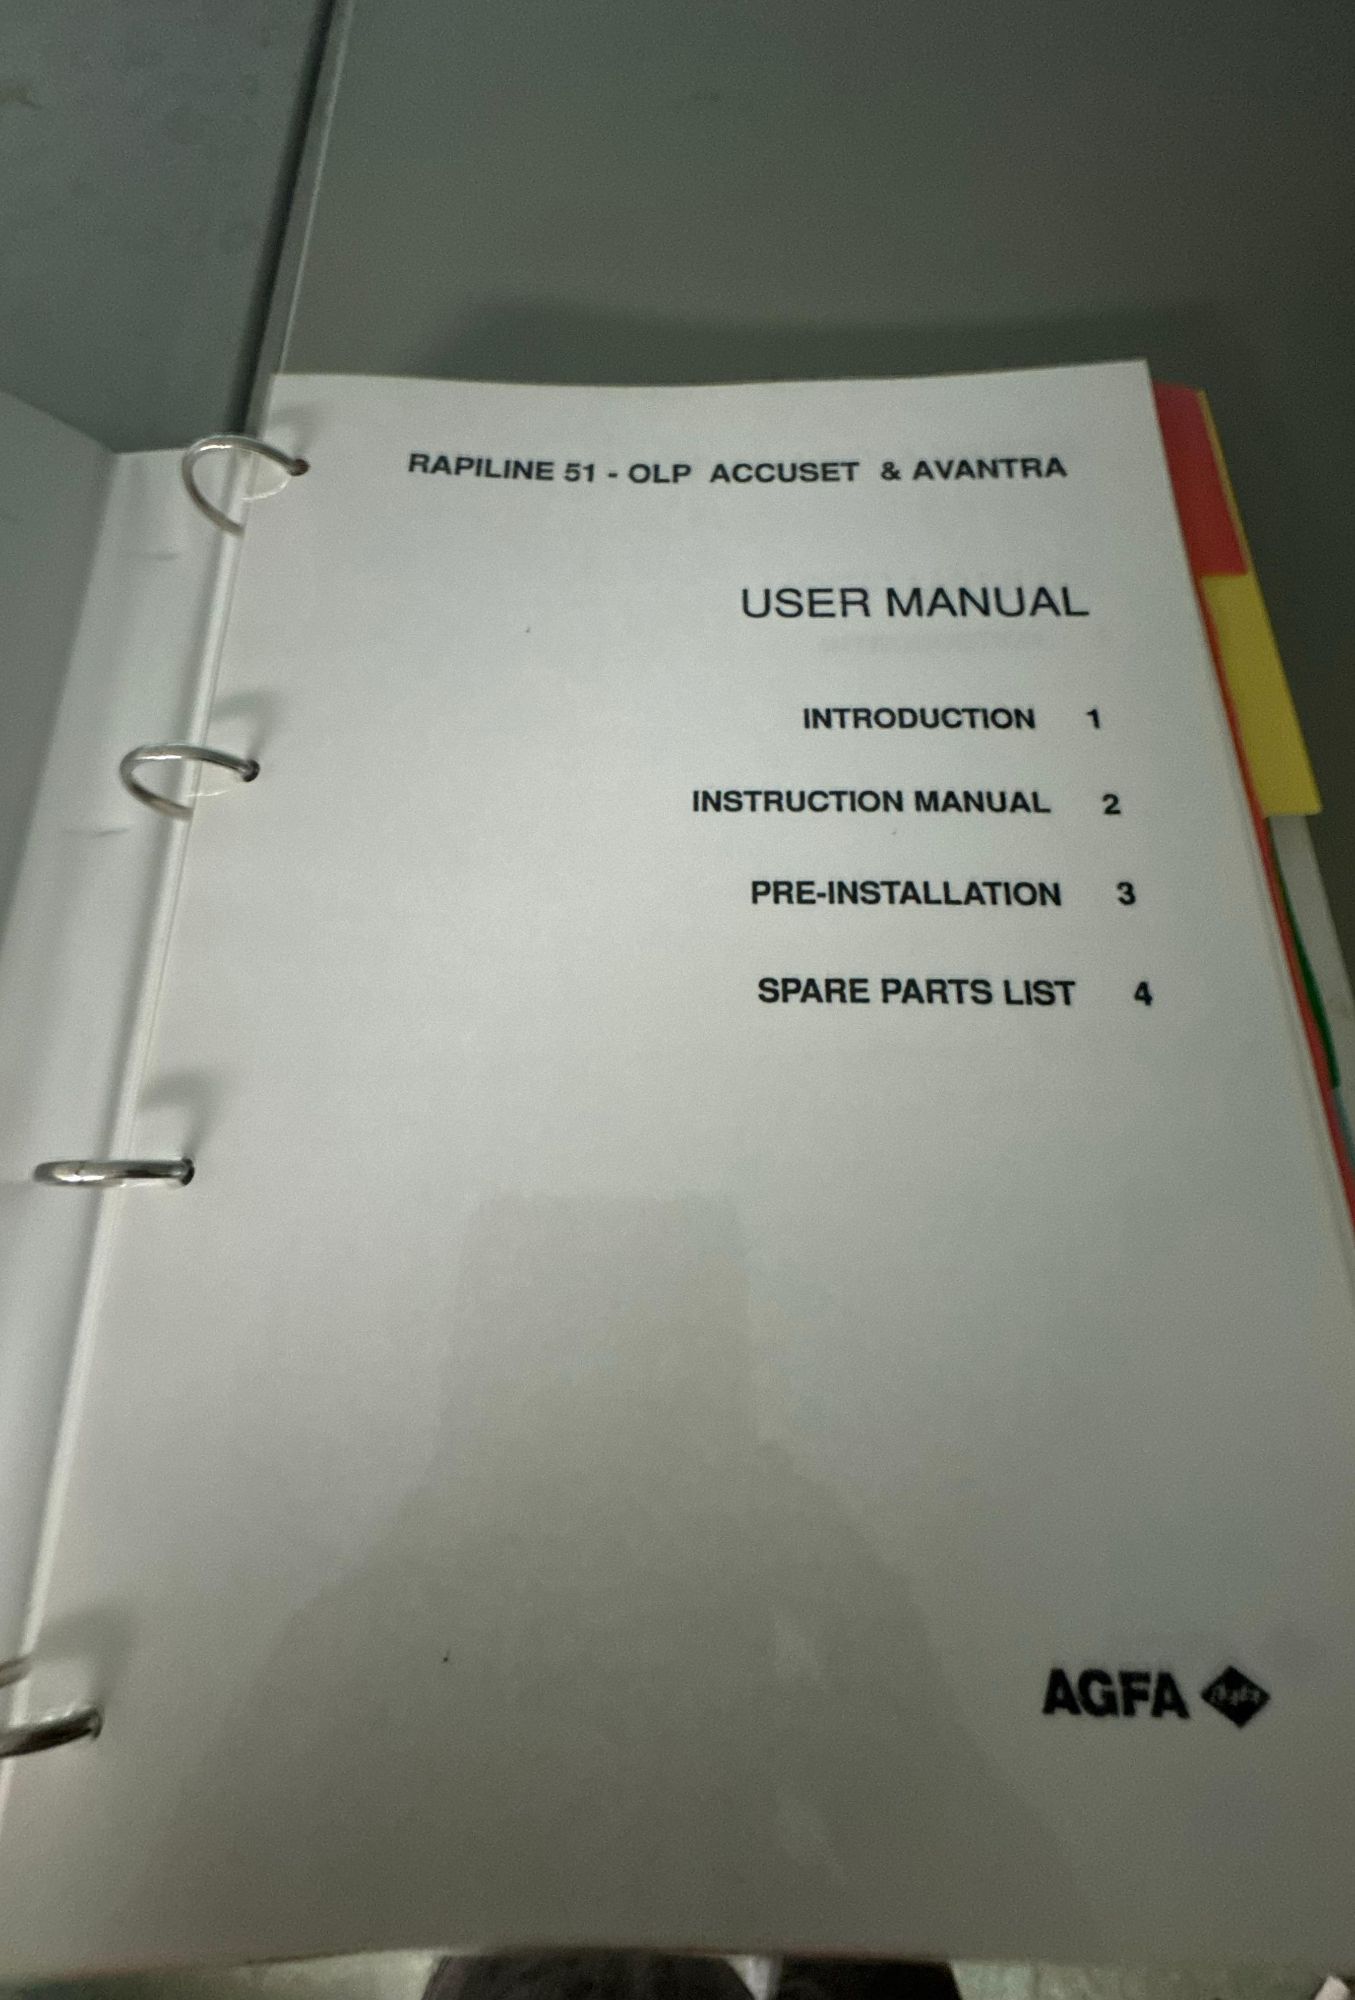 RAPILINE 51 - OLP ACCUSET & AVANTRA
USER MANUAL
INTRODUCTION 1
INSTRUCTION MANUAL 2
PRE-INSTALLATION 3
SPARE PARTS LIST 4
AGFA